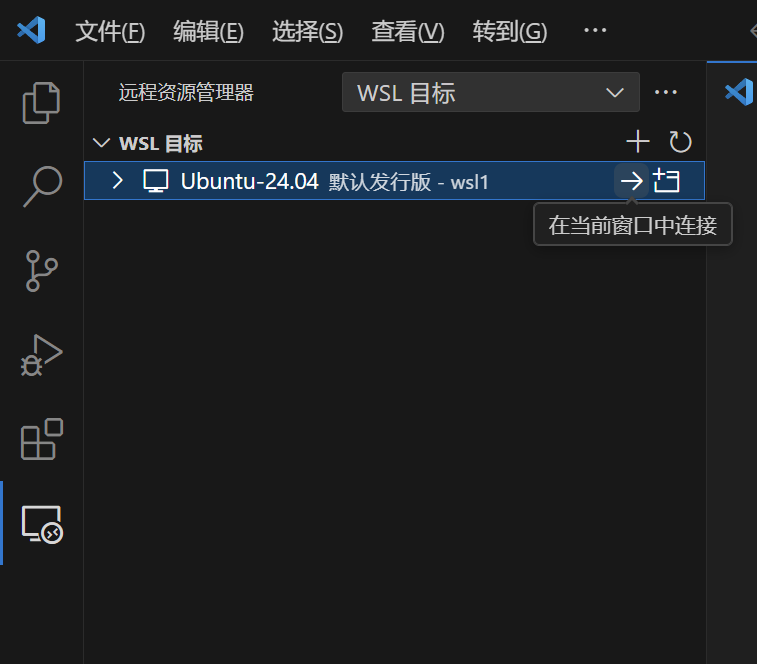 文件(F) 编辑(E) 选择(S) 查看(V) 转到(G) ···
远程资源管理器 WSL 目标 ···
WSL 目标
Ubuntu-24.04 默认发行版 - wsl1
在当前窗口中连接